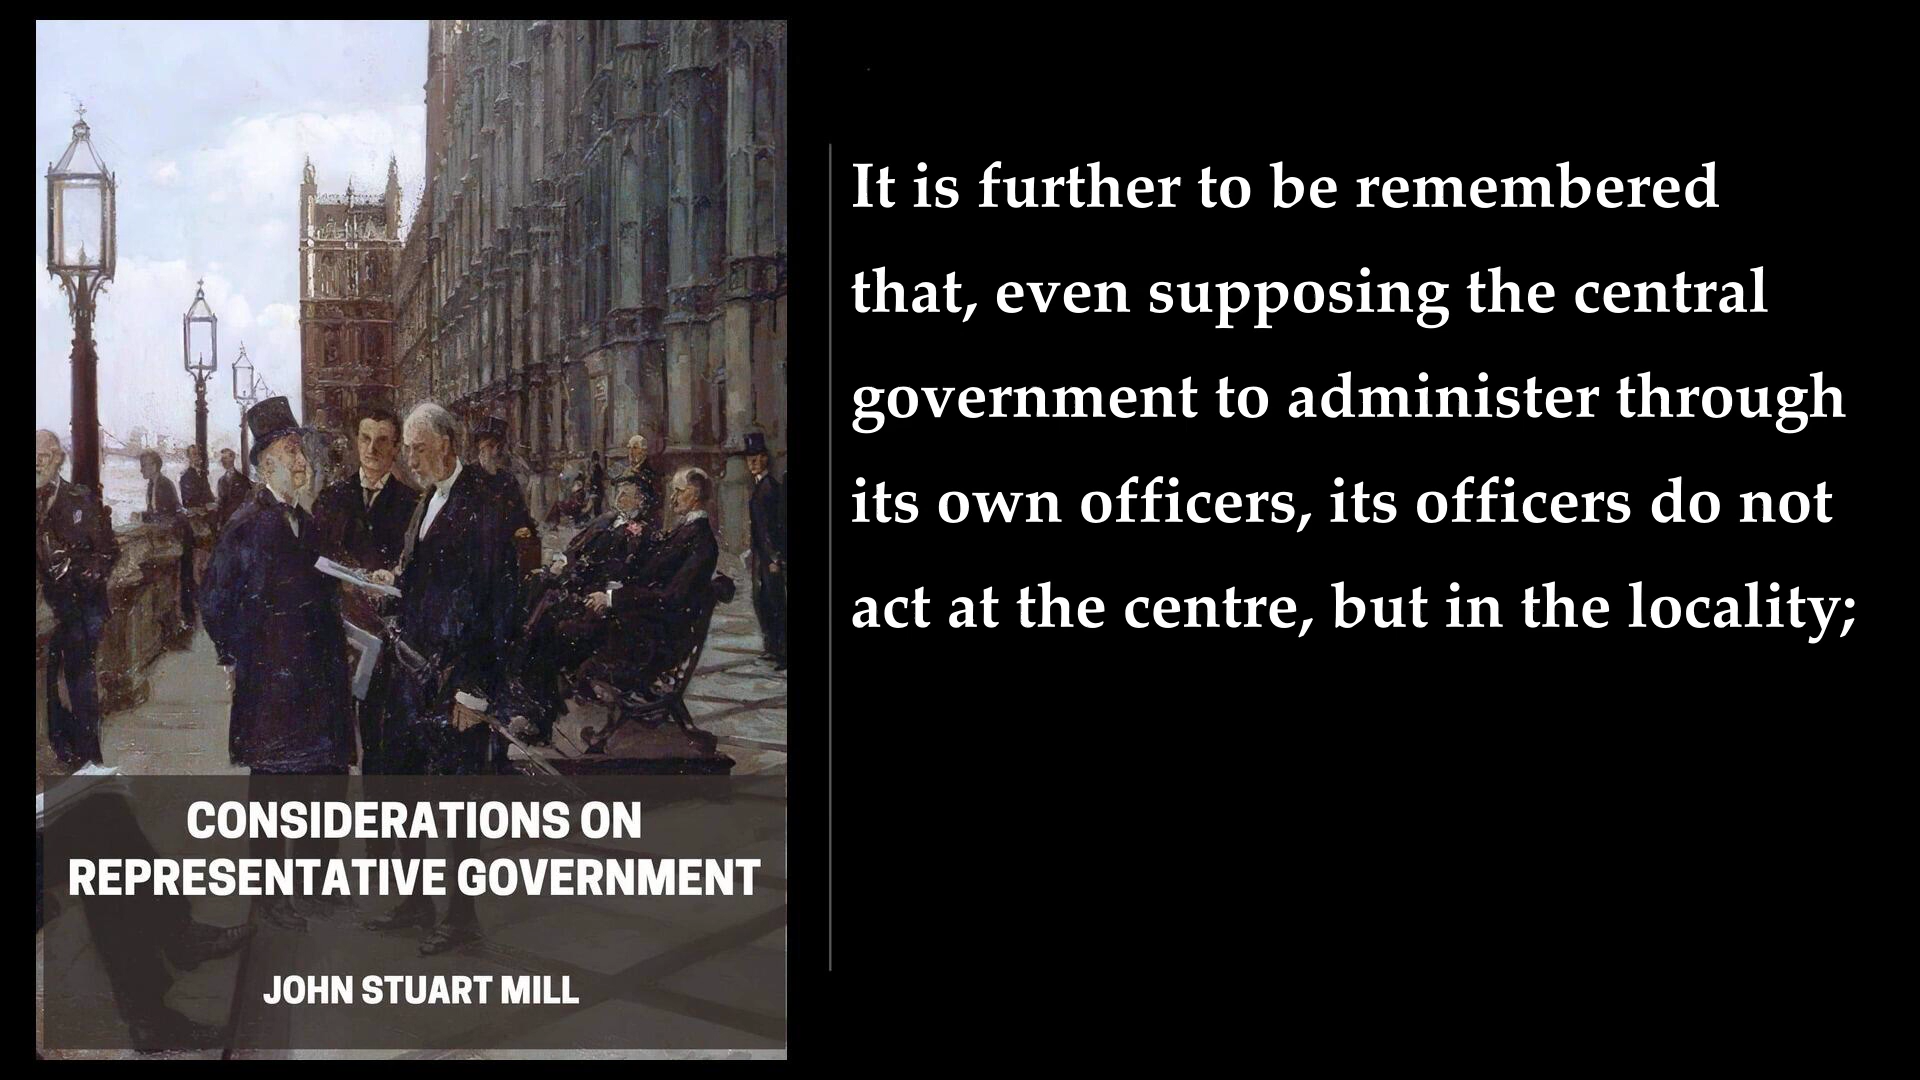 CONSIDERATIONS ON
REPRESENTATIVE GOVERNMENT
JOHN STUART MILL
It is further to be remembered
that, even supposing the central
government to administer through
its own officers, its officers do not
act at the centre, but in the locality;